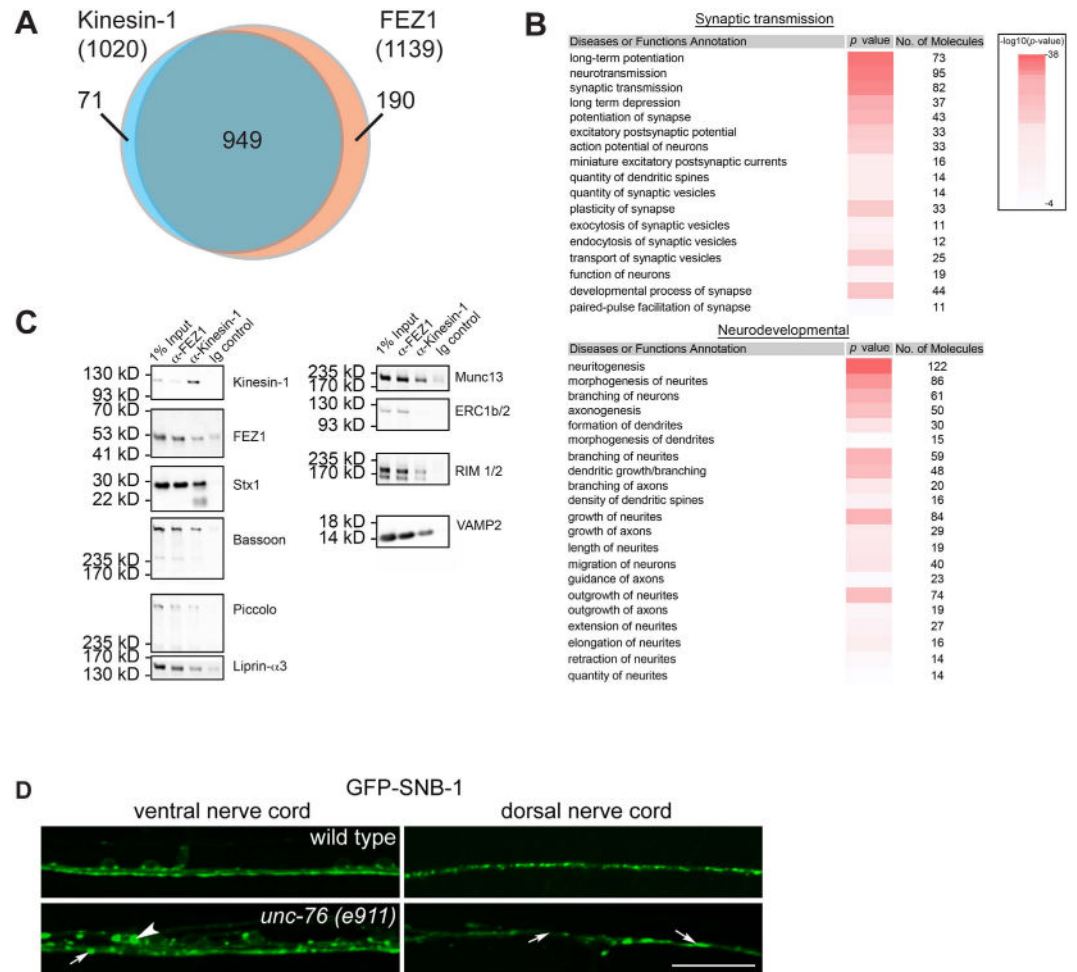 A
Kinesin-1
(1020)
FEZ1
(1139)
71
190
949
B
Synaptic transmission
Diseases or Functions Annotation p value No. of Molecules
long-term potentiation 73
neurotransmission 95
synaptic transmission 82
long term depression 37
potentiation of synapse 43
excitatory postsynaptic potential 33
action potential of neurons 33
miniature excitatory postsynaptic currents 16
quantity of dendritic spines 14
quantity of synaptic vesicles 14
plasticity of synapse 33
exocytosis of synaptic vesicles 11
endocytosis of synaptic vesicles 12
transport of synaptic vesicles 25
function of neurons 19
developmental process of synapse 44
paired-pulse facilitation of synapse 11
-log10(p-value)
-38
-4
Neurodevelopmental
Diseases or Functions Annotation p value No. of Molecules
neuritogenesis 122
morphogenesis of neurites 86
branching of neurons 61
axonogenesis 50
formation of dendrites 30
morphogenesis of dendrites 15
branching of neurites 59
dendritic growth/branching 48
branching of axons 20
density of dendritic spines 16
growth of neurites 84
growth of axons 29
length of neurites 19
migration of neurons 40
guidance of axons 23
outgrowth of neurites 74
outgrowth of axons 19
extension of neurites 27
elongation of neurites 16
retraction of neurites 14
quantity of neurites 14
C
1% Input
α-FEZ1
α-Kinesin-1
Ig control
130 kD
93 kD
Kinesin-1
70 kD
53 kD
41 kD
FEZ1
30 kD
22 kD
Stx1
Bassoon
235 kD
170 kD
Piccolo
235 kD
170 kD
130 kD
Liprin-α3
1% Input
α-FEZ1
α-Kinesin-1
Ig control
235 kD
170 kD
Munc13
130 kD
93 kD
ERC1b/2
235 kD
170 kD
RIM 1/2
18 kD
14 kD
VAMP2
D
GFP-SNB-1
ventral nerve cord
dorsal nerve cord
wild type
unc-76 (e911)